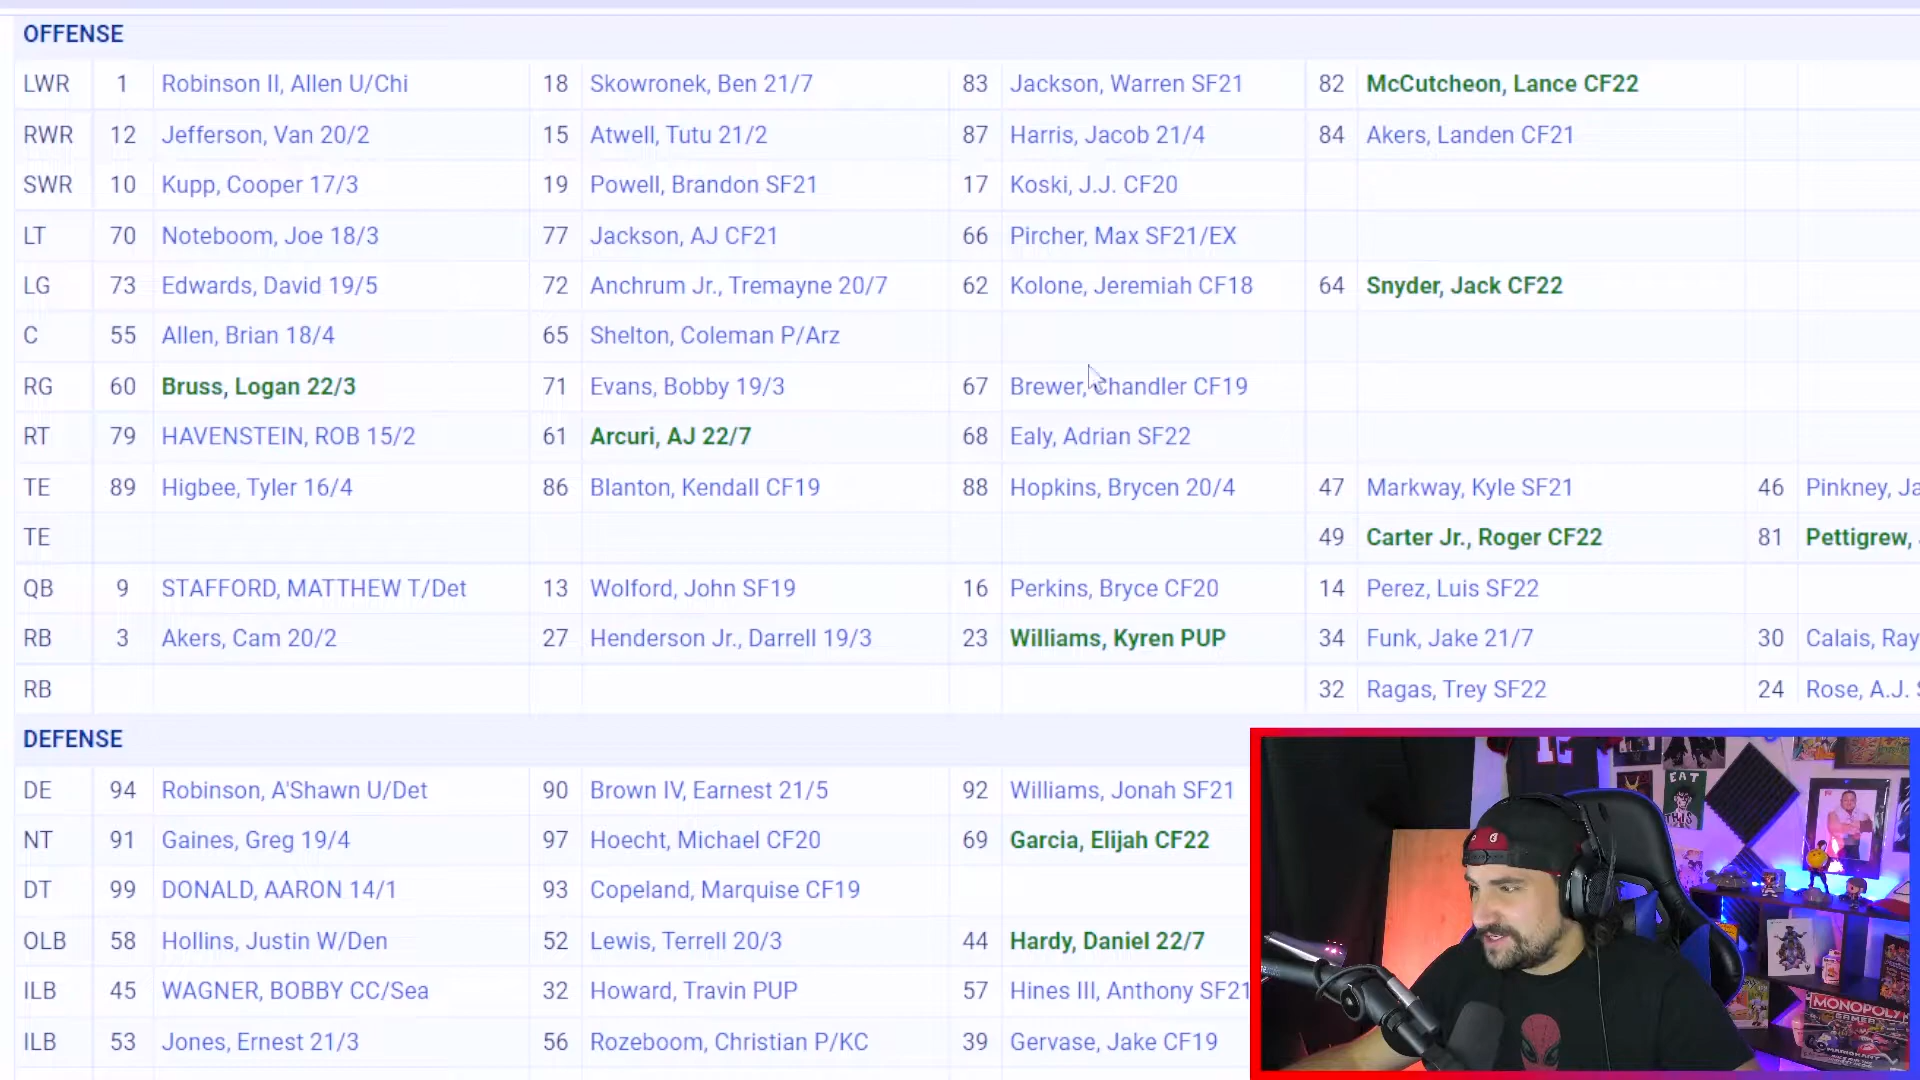 OFFENSE
LWR 1 Robinson II, Allen U/Chi 18 Skowronek, Ben 21/7 83 Jackson, Warren SF21 82 McCutcheon, Lance CF22
RWR 12 Jefferson, Van 20/2 15 Atwell, Tutu 21/2 87 Harris, Jacob 21/4 84 Akers, Landen CF21
SWR 10 Kupp, Cooper 17/3 19 Powell, Brandon SF21 17 Koski, J.J. CF20
LT 70 Noteboom, Joe 18/3 77 Jackson, AJ CF21 66 Pircher, Max SF21/EX
LG 73 Edwards, David 19/5 72 Anchrum Jr., Tremayne 20/7 62 Kolone, Jeremiah CF18 64 Snyder, Jack CF22
C 55 Allen, Brian 18/4 65 Shelton, Coleman P/Arz
RG 60 Bruss, Logan 22/3 71 Evans, Bobby 19/3 67 Brewer, Chandler CF19
RT 79 HAVENSTEIN, ROB 15/2 61 Arcuri, AJ 22/7 68 Ealy, Adrian SF22
TE 89 Higbee, Tyler 16/4 86 Blanton, Kendall CF19 88 Hopkins, Brycen 20/4 47 Markway, Kyle SF21 46 Pinkney, Ja
TE 49 Carter Jr., Roger CF22 81 Pettigrew,
QB 9 STAFFORD, MATTHEW T/Det 13 Wolford, John SF19 16 Perkins, Bryce CF20 14 Perez, Luis SF22
RB 3 Akers, Cam 20/2 27 Henderson Jr., Darrell 19/3 23 Williams, Kyren PUP 34 Funk, Jake 21/7 30 Calais, Ray
RB 32 Ragas, Trey SF22 24 Rose, A.J.
DEFENSE
DE 94 Robinson, A'Shawn U/Det 90 Brown IV, Earnest 21/5 92 Williams, Jonah SF21
NT 91 Gaines, Greg 19/4 97 Hoecht, Michael CF20 69 Garcia, Elijah CF22
DT 99 DONALD, AARON 14/1 93 Copeland, Marquise CF19
OLB 58 Hollins, Justin W/Den 52 Lewis, Terrell 20/3 44 Hardy, Daniel 22/7
ILB 45 WAGNER, BOBBY CC/Sea 32 Howard, Travin PUP 57 Hines III, Anthony SF21
ILB 53 Jones, Ernest 21/3 56 Rozeboom, Christian P/KC 39 Gervase, Jake CF19
12
EAT
THIS
MONOPOLY
GAMER
MARIO KART